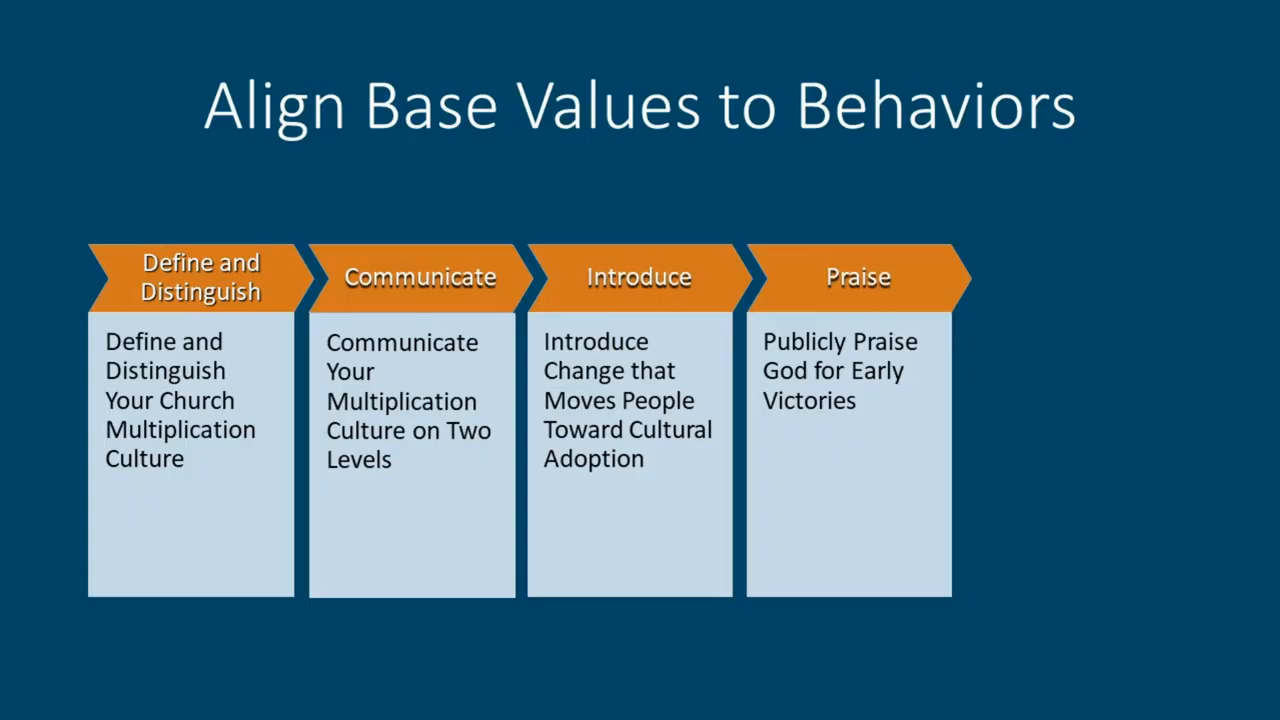 Align Base Values to Behaviors
Define and
Distinguish
Define and
Distinguish
Your Church
Multiplication
Culture
Communicate
Communicate
Your
Multiplication
Culture on Two
Levels
Introduce
Introduce
Change that
Moves People
Toward Cultural
Adoption
Praise
Publicly Praise
God for Early
Victories